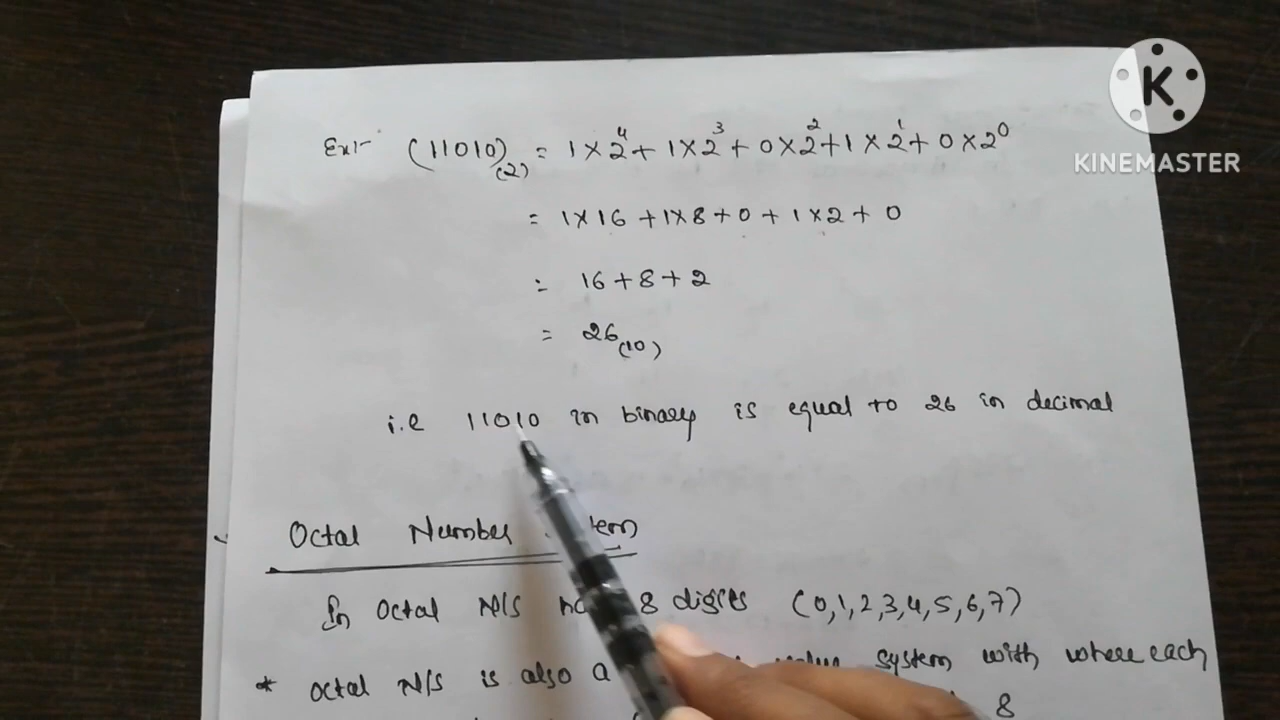 K
KINEMASTER
Ex:- (11010)₍₂₎ = 1×2⁴ + 1×2³ + 0×2² + 1×2¹ + 0×2⁰
= 1×16 + 1×8 + 0 + 1×2 + 0
= 16 + 8 + 2
= 26₍₁₀₎
i.e 11010 in binary is equal to 26 in decimal
Octal Number
In octal N/S 8 digits (0,1,2,3,4,5,6,7)
* octal N/S is also a system with where each
8